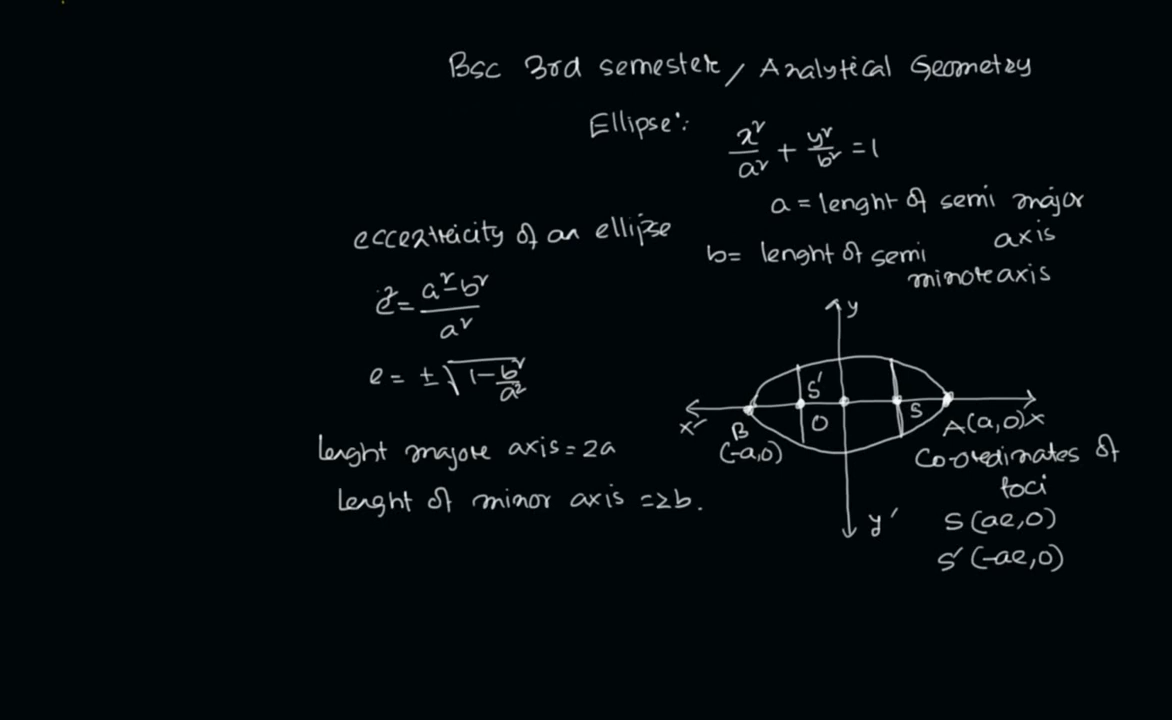 Bsc 3rd semester / Analytical Geometry
Ellipse :
x²/a² + y²/b² = 1
a = lenght of semi major axis
b = lenght of semi minor axis
eccentricity of an ellipse
e² = a²-b²/a²
e = ±√1-b²/a²
lenght major axis = 2a
lenght of minor axis = 2b.
y
S'
S
x'
O
B
(-a,0)
A(a,0) x
y'
Co-ordinates of
foci
S(ae,0)
S'(-ae,0)